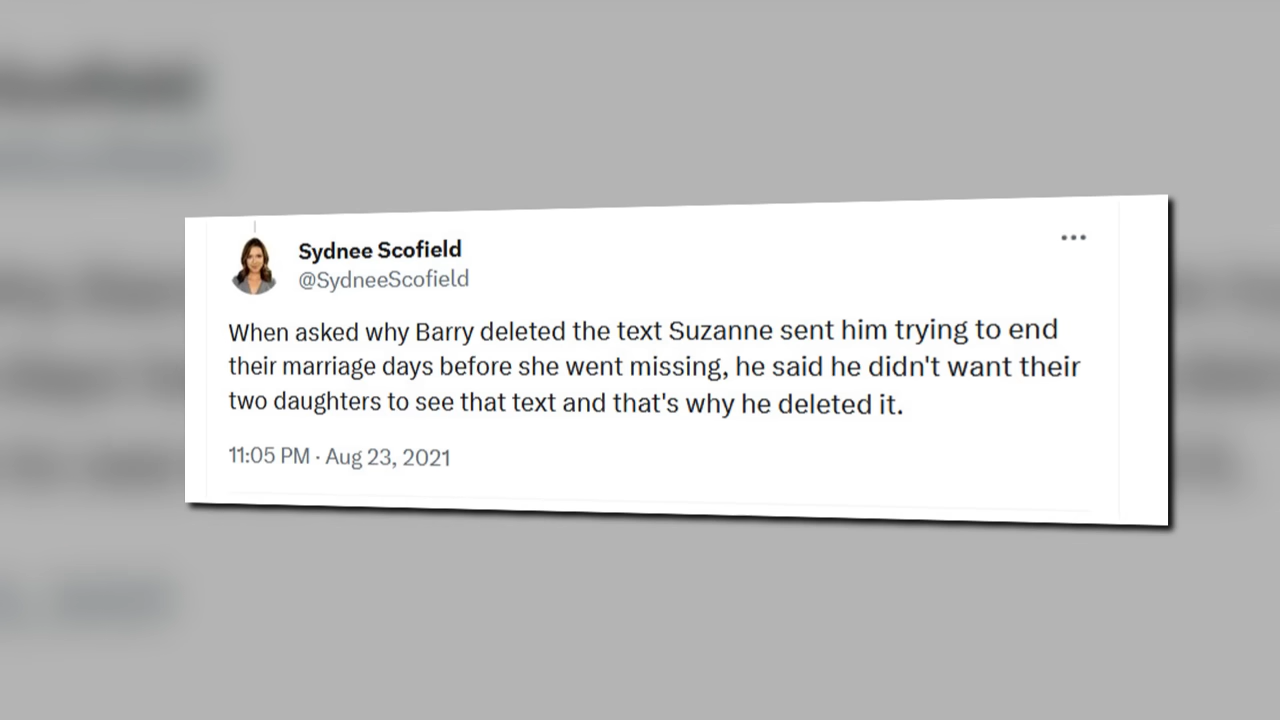 Sydnee Scofield
@SydneeScofield
When asked why Barry deleted the text Suzanne sent him trying to end
their marriage days before she went missing, he said he didn't want their
two daughters to see that text and that's why he deleted it.
11:05 PM · Aug 23, 2021